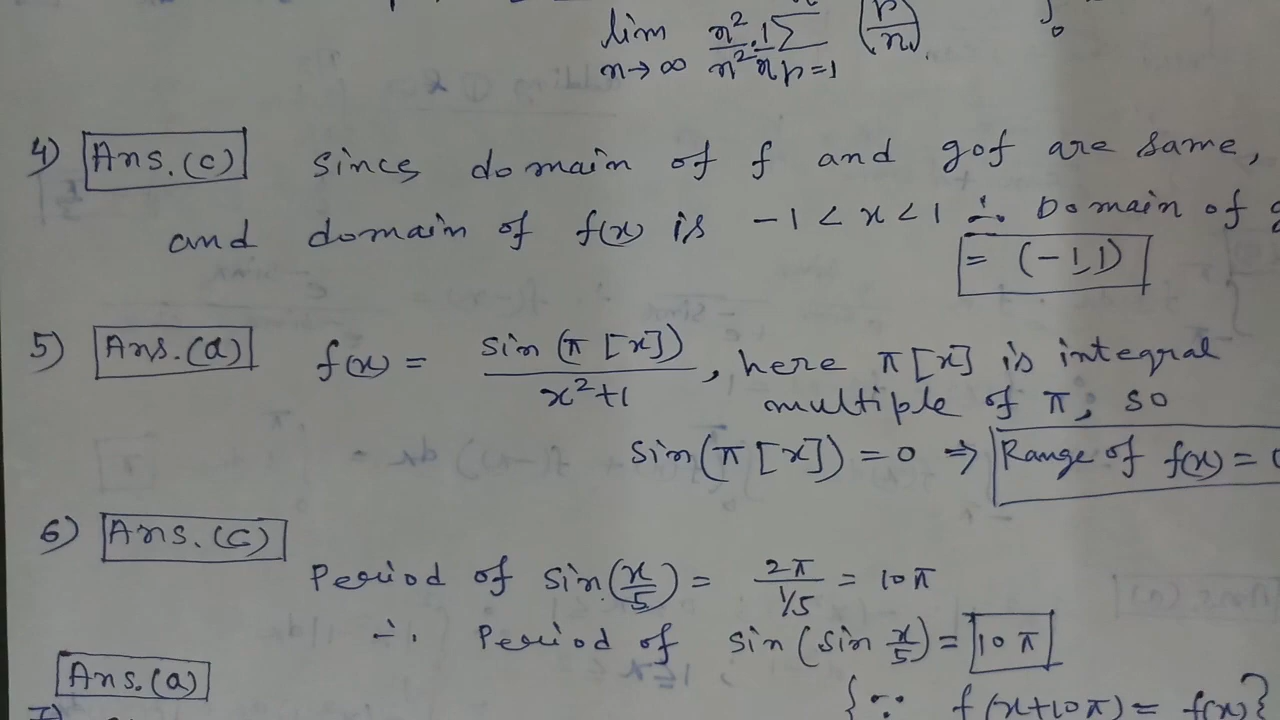 lim n→∞ n²/n² · 1/n Σ r=1 (r/n) ∫ 0
4) Ans. (c) Since domain of f and gof are same,
and domain of f(x) is -1 < x < 1 ∴ Domain of
= (-1,1)
5) Ans. (a) f(x) = sin(π [x]) / x²+1 , here π[x] is integral
multiple of π, so
sin(π [x]) = 0 ⇒ Range of f(x) =
6) Ans. (c)
Period of sin(x/5) = 2π / 1/5 = 10π
∴ Period of sin(sin x/5) = 10π
Ans. (a) {∵ f(x+10π) = f(x)}
7)